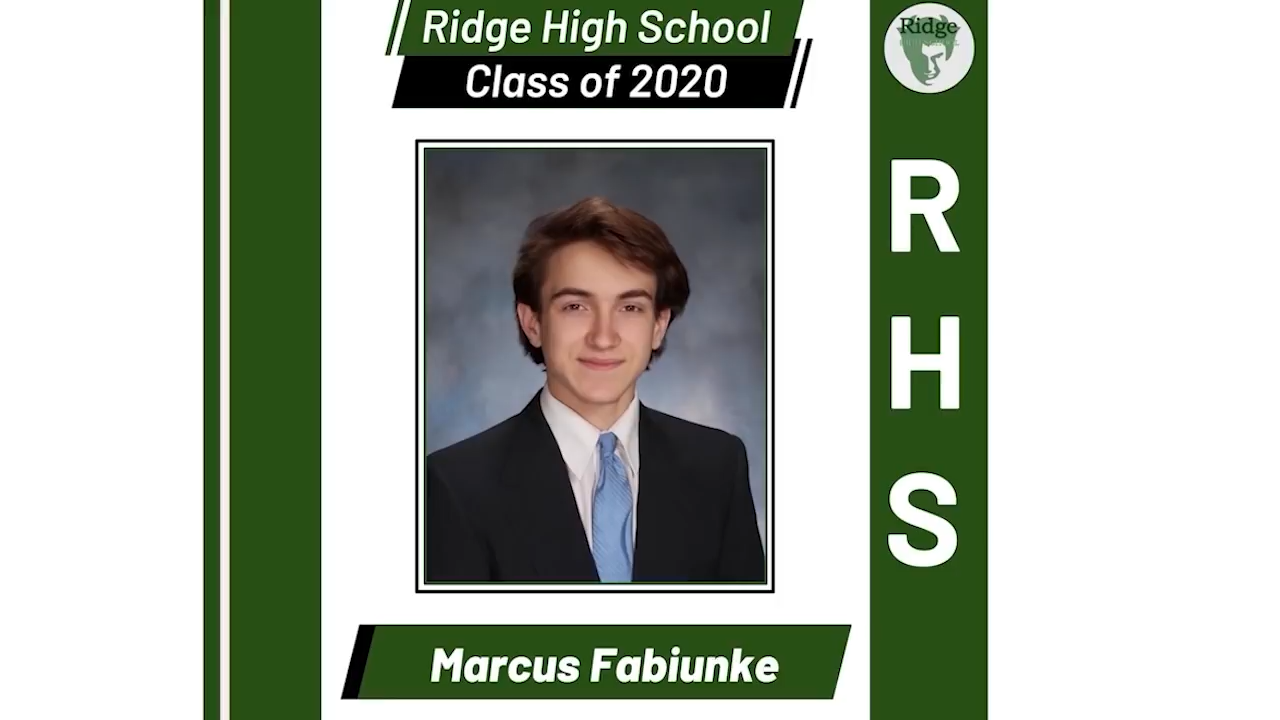 Ridge High School
Class of 2020
Ridge
R
H
S
Marcus Fabiunke